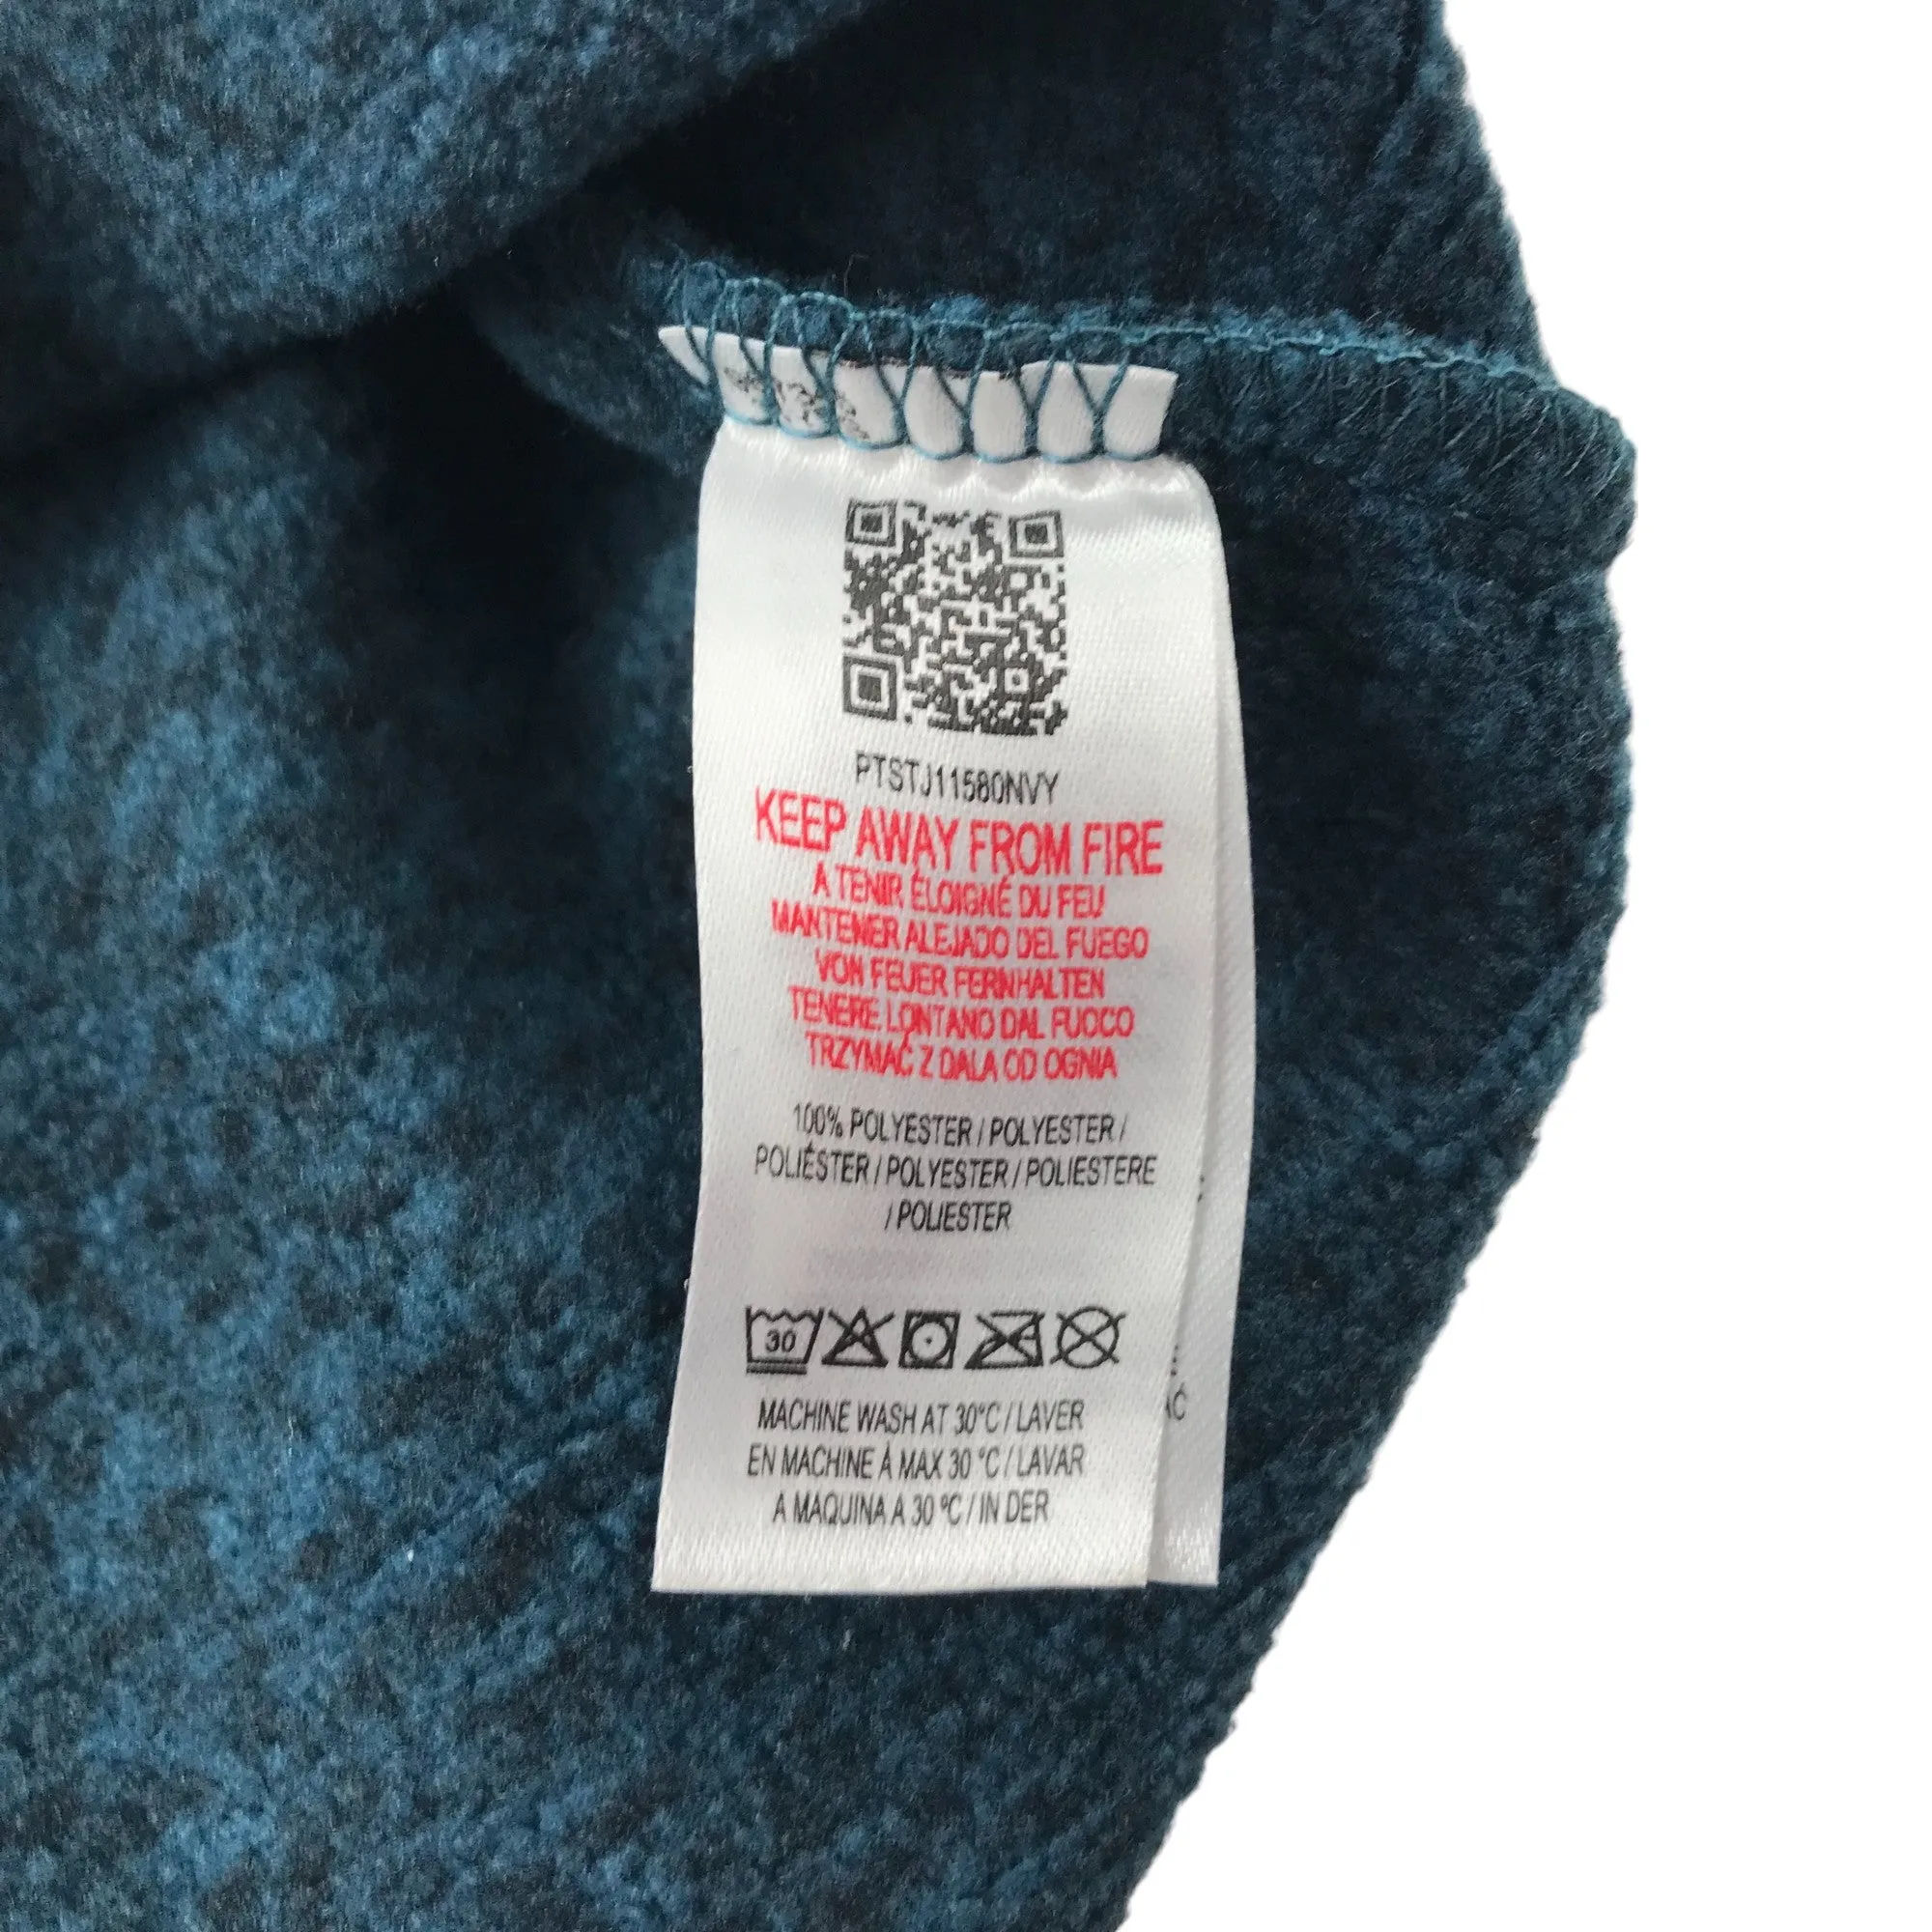 PTSTJ11580NVY
KEEP AWAY FROM FIRE
À TENIR ÉLOIGNÉ DU FEU
MANTENER ALEJADO DEL FUEGO
VON FEUER FERNHALTEN
TENERE LONTANO DAL FUOCO
TRZYMAĆ Z DALA OD OGNIA
100% POLYESTER / POLYESTER /
POLIÉSTER / POLYESTER / POLIESTERE
/ POLIESTER
30
MACHINE WASH AT 30°C / LAVER
EN MACHINE À MAX 30 °C / LAVAR
A MAQUINA A 30 ºC / IN DER